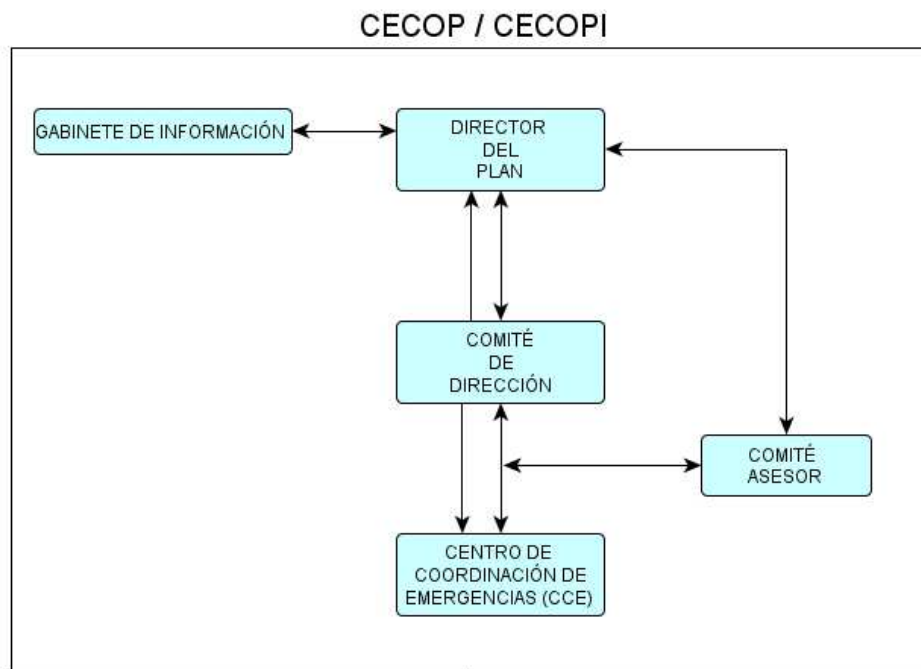 CECOP / CECOPI
GABINETE DE INFORMACIÓN
DIRECTOR
DEL
PLAN
COMITÉ
DE
DIRECCIÓN
COMITÉ
ASESOR
CENTRO DE
COORDINACIÓN DE
EMERGENCIAS (CCE)